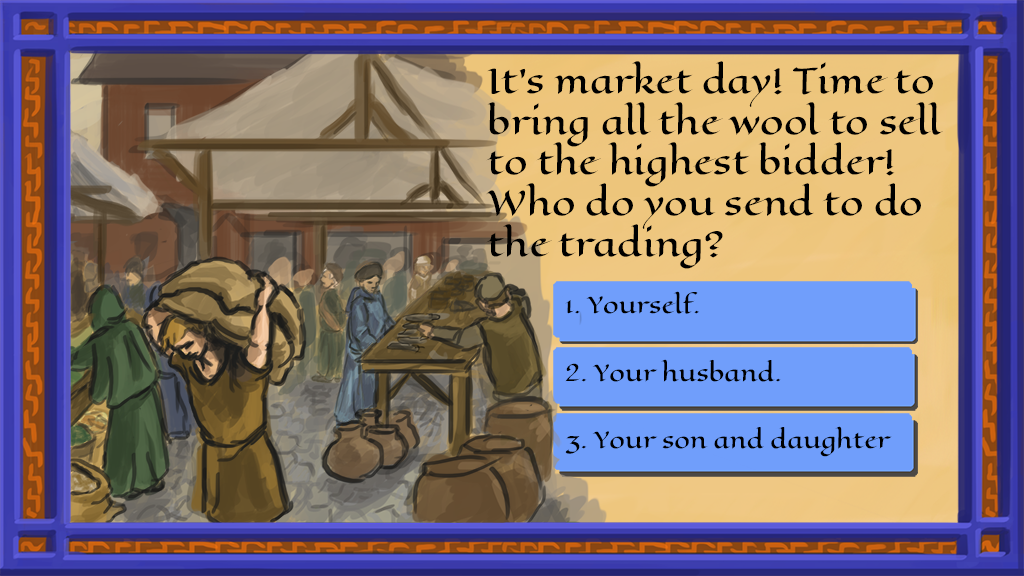 It's market day! Time to
bring all the wool to sell
to the highest bidder!
Who do you send to do
the trading?
1. Yourself.
2. Your husband.
3. Your son and daughter